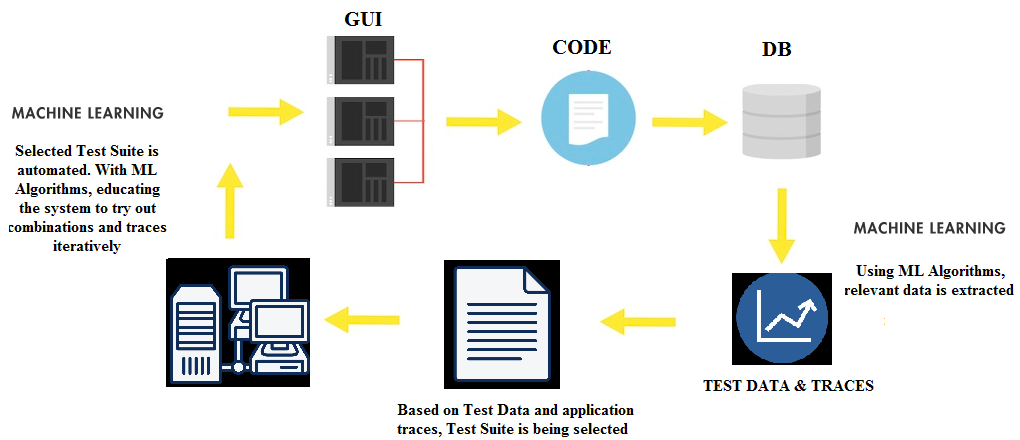 GUI
CODE
DB
MACHINE LEARNING
Selected Test Suite is
automated. With ML
Algorithms, educating
the system to try out
combinations and traces
iteratively
MACHINE LEARNING
Using ML Algorithms,
relevant data is extracted
TEST DATA & TRACES
Based on Test Data and application
traces, Test Suite is being selected